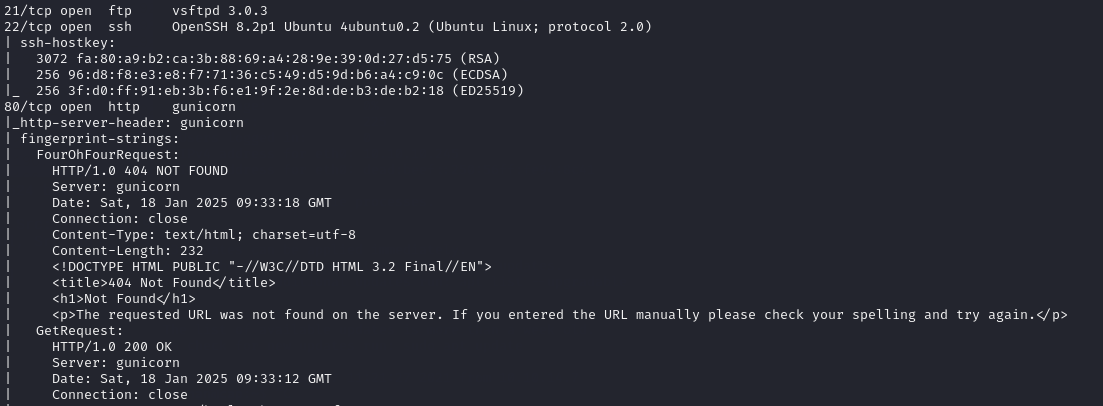 21/tcp open  ftp     vsftpd 3.0.3
22/tcp open  ssh     OpenSSH 8.2p1 Ubuntu 4ubuntu0.2 (Ubuntu Linux; protocol 2.0)
| ssh-hostkey:
|   3072 fa:80:a9:b2:ca:3b:88:69:a4:28:9e:39:0d:27:d5:75 (RSA)
|   256 96:d8:f8:e3:e8:f7:71:36:c5:49:d5:9d:b6:a4:c9:0c (ECDSA)
|_  256 3f:d0:ff:91:eb:3b:f6:e1:9f:2e:8d:de:b3:de:b2:18 (ED25519)
80/tcp open  http    gunicorn
|_http-server-header: gunicorn
| fingerprint-strings:
|   FourOhFourRequest:
|     HTTP/1.0 404 NOT FOUND
|     Server: gunicorn
|     Date: Sat, 18 Jan 2025 09:33:18 GMT
|     Connection: close
|     Content-Type: text/html; charset=utf-8
|     Content-Length: 232
|     <!DOCTYPE HTML PUBLIC "-//W3C//DTD HTML 3.2 Final//EN">
|     <title>404 Not Found</title>
|     <h1>Not Found</h1>
|     <p>The requested URL was not found on the server. If you entered the URL manually please check your spelling and try again.</p>
|   GetRequest:
|     HTTP/1.0 200 OK
|     Server: gunicorn
|     Date: Sat, 18 Jan 2025 09:33:12 GMT
|     Connection: close